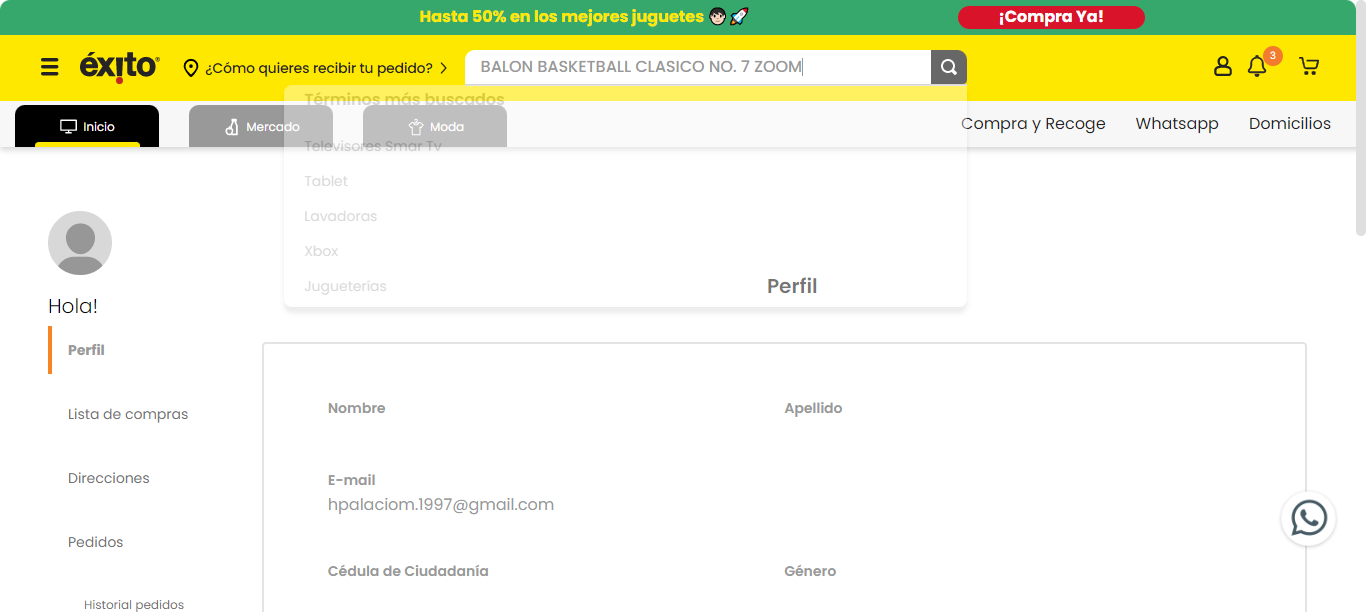 Hasta 50% en los mejores juguetes
¡Compra Ya!
éxito
¿Cómo quieres recibir tu pedido?
BALON BASKETBALL CLASICO NO. 7 ZOOM
3
Términos más buscados
Inicio
Mercado
Moda
Compra y Recoge
Whatsapp
Domicilios
Televisores Smar Tv
Tablet
Lavadoras
Xbox
Jugueterías
Perfil
Hola!
Perfil
Lista de compras
Direcciones
Pedidos
Historial pedidos
Nombre
Apellido
E-mail
hpalaciom.1997@gmail.com
Cédula de Ciudadanía
Género